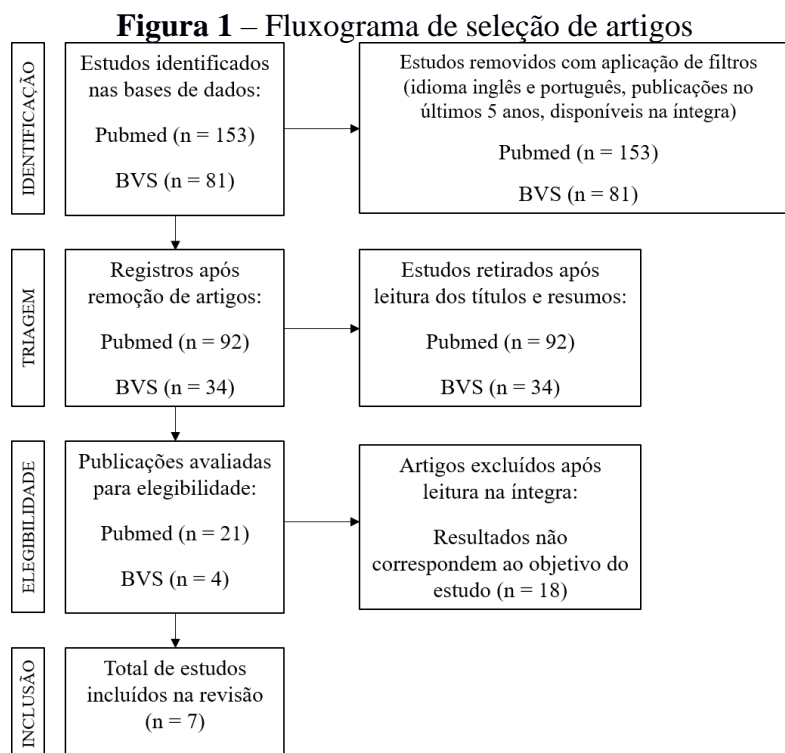 Figura 1 – Fluxograma de seleção de artigos
IDENTIFICAÇÃO
Estudos identificados
nas bases de dados:
Pubmed (n = 153)
BVS (n = 81)
Estudos removidos com aplicação de filtros
(idioma inglês e português, publicações no
últimos 5 anos, disponíveis na íntegra)
Pubmed (n = 153)
BVS (n = 81)
TRIAGEM
Registros após
remoção de artigos:
Pubmed (n = 92)
BVS (n = 34)
Estudos retirados após
leitura dos títulos e resumos:
Pubmed (n = 92)
BVS (n = 34)
ELEGIBILIDADE
Publicações avaliadas
para elegibilidade:
Pubmed (n = 21)
BVS (n = 4)
Artigos excluídos após
leitura na íntegra:
Resultados não
correspondem ao objetivo do
estudo (n = 18)
INCLUSÃO
Total de estudos
incluídos na revisão
(n = 7)